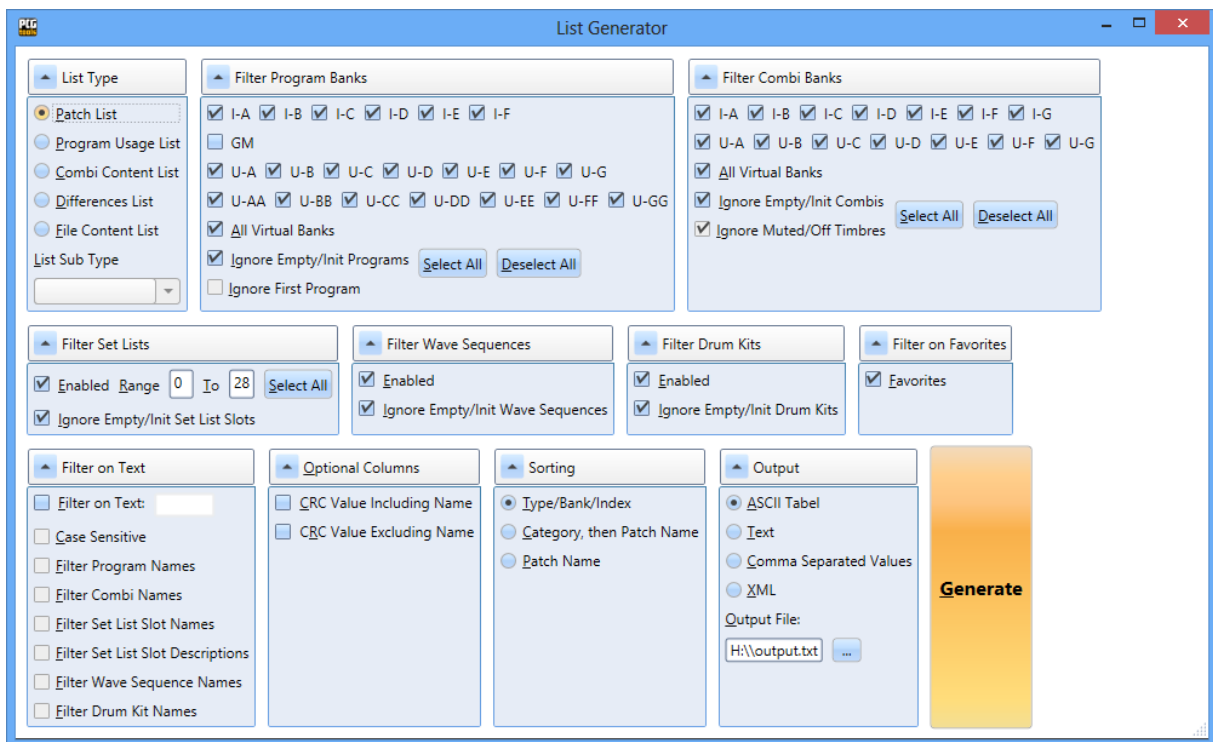 PCG
TOOLS
List Generator
List Type
Patch List
Program Usage List
Combi Content List
Differences List
File Content List
List Sub Type
Filter Program Banks
I-A I-B I-C I-D I-E I-F
GM
U-A U-B U-C U-D U-E U-F U-G
U-AA U-BB U-CC U-DD U-EE U-FF U-GG
All Virtual Banks
Ignore Empty/Init Programs Select All Deselect All
Ignore First Program
Filter Combi Banks
I-A I-B I-C I-D I-E I-F I-G
U-A U-B U-C U-D U-E U-F U-G
All Virtual Banks
Ignore Empty/Init Combis
Select All Deselect All
Ignore Muted/Off Timbres
Filter Set Lists
Enabled Range 0 To 28 Select All
Ignore Empty/Init Set List Slots
Filter Wave Sequences
Enabled
Ignore Empty/Init Wave Sequences
Filter Drum Kits
Enabled
Ignore Empty/Init Drum Kits
Filter on Favorites
Favorites
Filter on Text
Filter on Text:
Case Sensitive
Filter Program Names
Filter Combi Names
Filter Set List Slot Names
Filter Set List Slot Descriptions
Filter Wave Sequence Names
Filter Drum Kit Names
Optional Columns
CRC Value Including Name
CRC Value Excluding Name
Sorting
Type/Bank/Index
Category, then Patch Name
Patch Name
Output
ASCII Tabel
Text
Comma Separated Values
XML
Output File:
H:\\output.txt ...
Generate